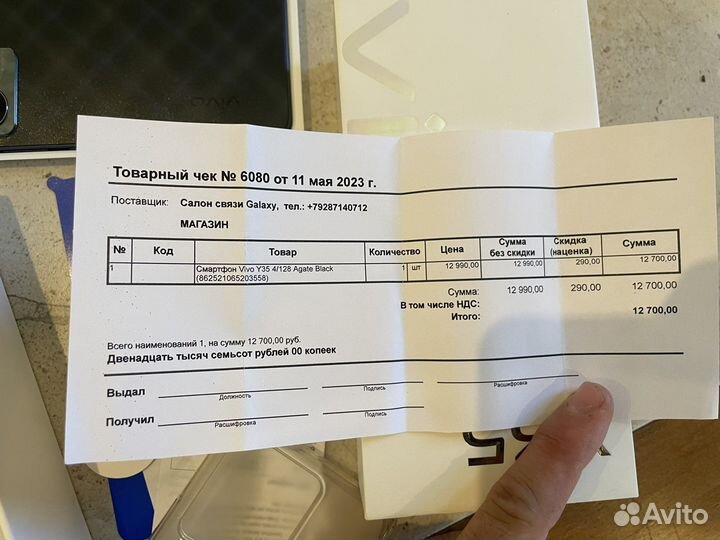 vivo
Vi
Товарный чек № 6080 от 11 мая 2023 г.
Поставщик: Салон связи Galaxy, тел.: +79287140712
МАГАЗИН
№ Код Товар Количество Цена Сумма без скидки Скидка (наценка) Сумма
1 Смартфон Vivo Y35 4/128 Agate Black 1 шт 12 990,00 12 990,00 290,00 12 700,00
(862521065203558)
Сумма: 12 990,00 290,00 12 700,00
В том числе НДС:
Итого: 12 700,00
Всего наименований 1, на сумму 12 700,00 руб.
Двенадцать тысяч семьсот рублей 00 копеек
Выдал
Должность Подпись Расшифровка
Получил
Расшифровка Подпись
Y35
Avito